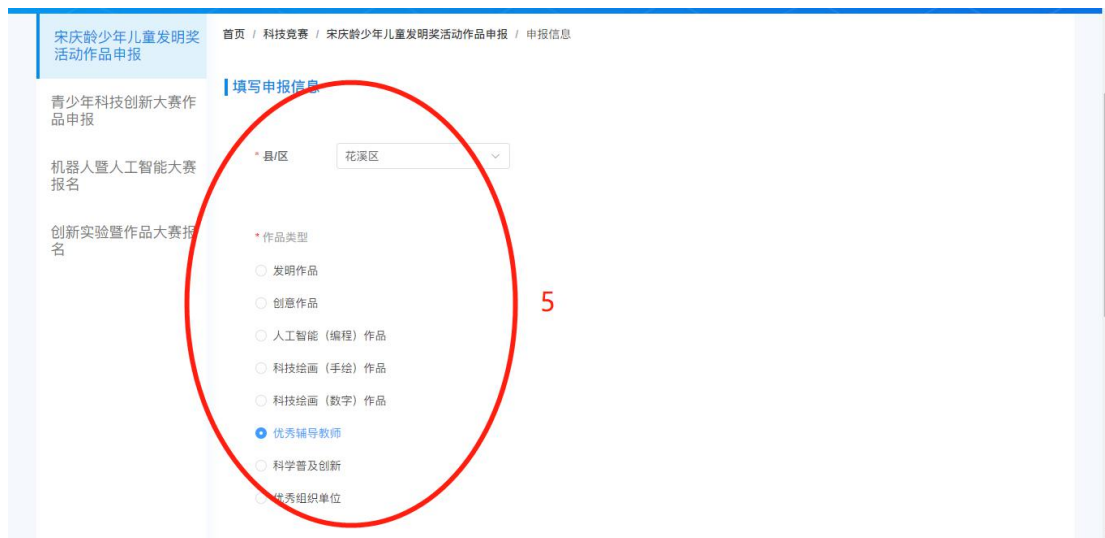 宋庆龄少年儿童发明奖
活动作品申报
青少年科技创新大赛作
品申报
机器人暨人工智能大赛
报名
创新实验暨作品大赛报
名
首页 / 科技竞赛 / 宋庆龄少年儿童发明奖活动作品申报 / 申报信息
填写申报信息
* 县/区 花溪区
* 作品类型
发明作品
创意作品
人工智能（编程）作品
科技绘画（手绘）作品
科技绘画（数字）作品
优秀辅导教师
科学普及创新
优秀组织单位
5